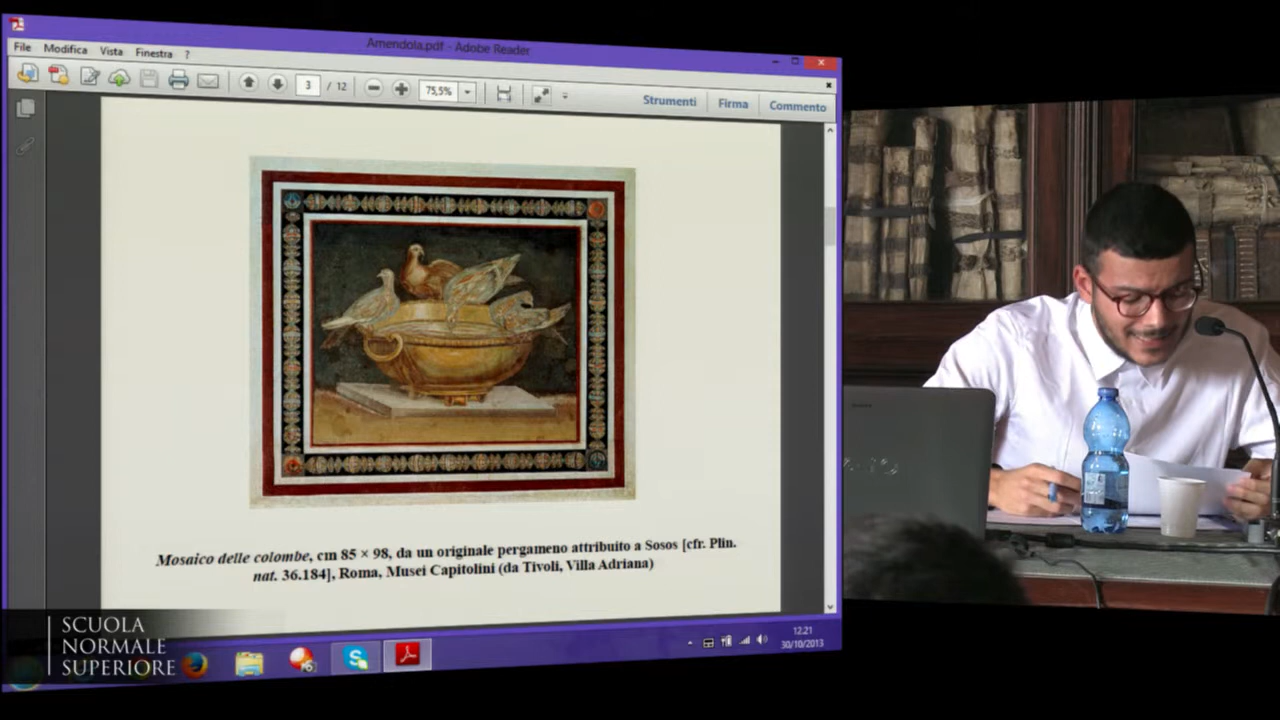 Amendola.pdf - Adobe Reader
File Modifica Vista Finestra ?
3 / 12 75,5%
Strumenti Firma Commento
Mosaico delle colombe, cm 85 × 98, da un originale pergameno attribuito a Sosos [cfr. Plin.
nat. 36.184], Roma, Musei Capitolini (da Tivoli, Villa Adriana)
12.21
30/10/2013
SCUOLA
NORMALE
SUPERIORE